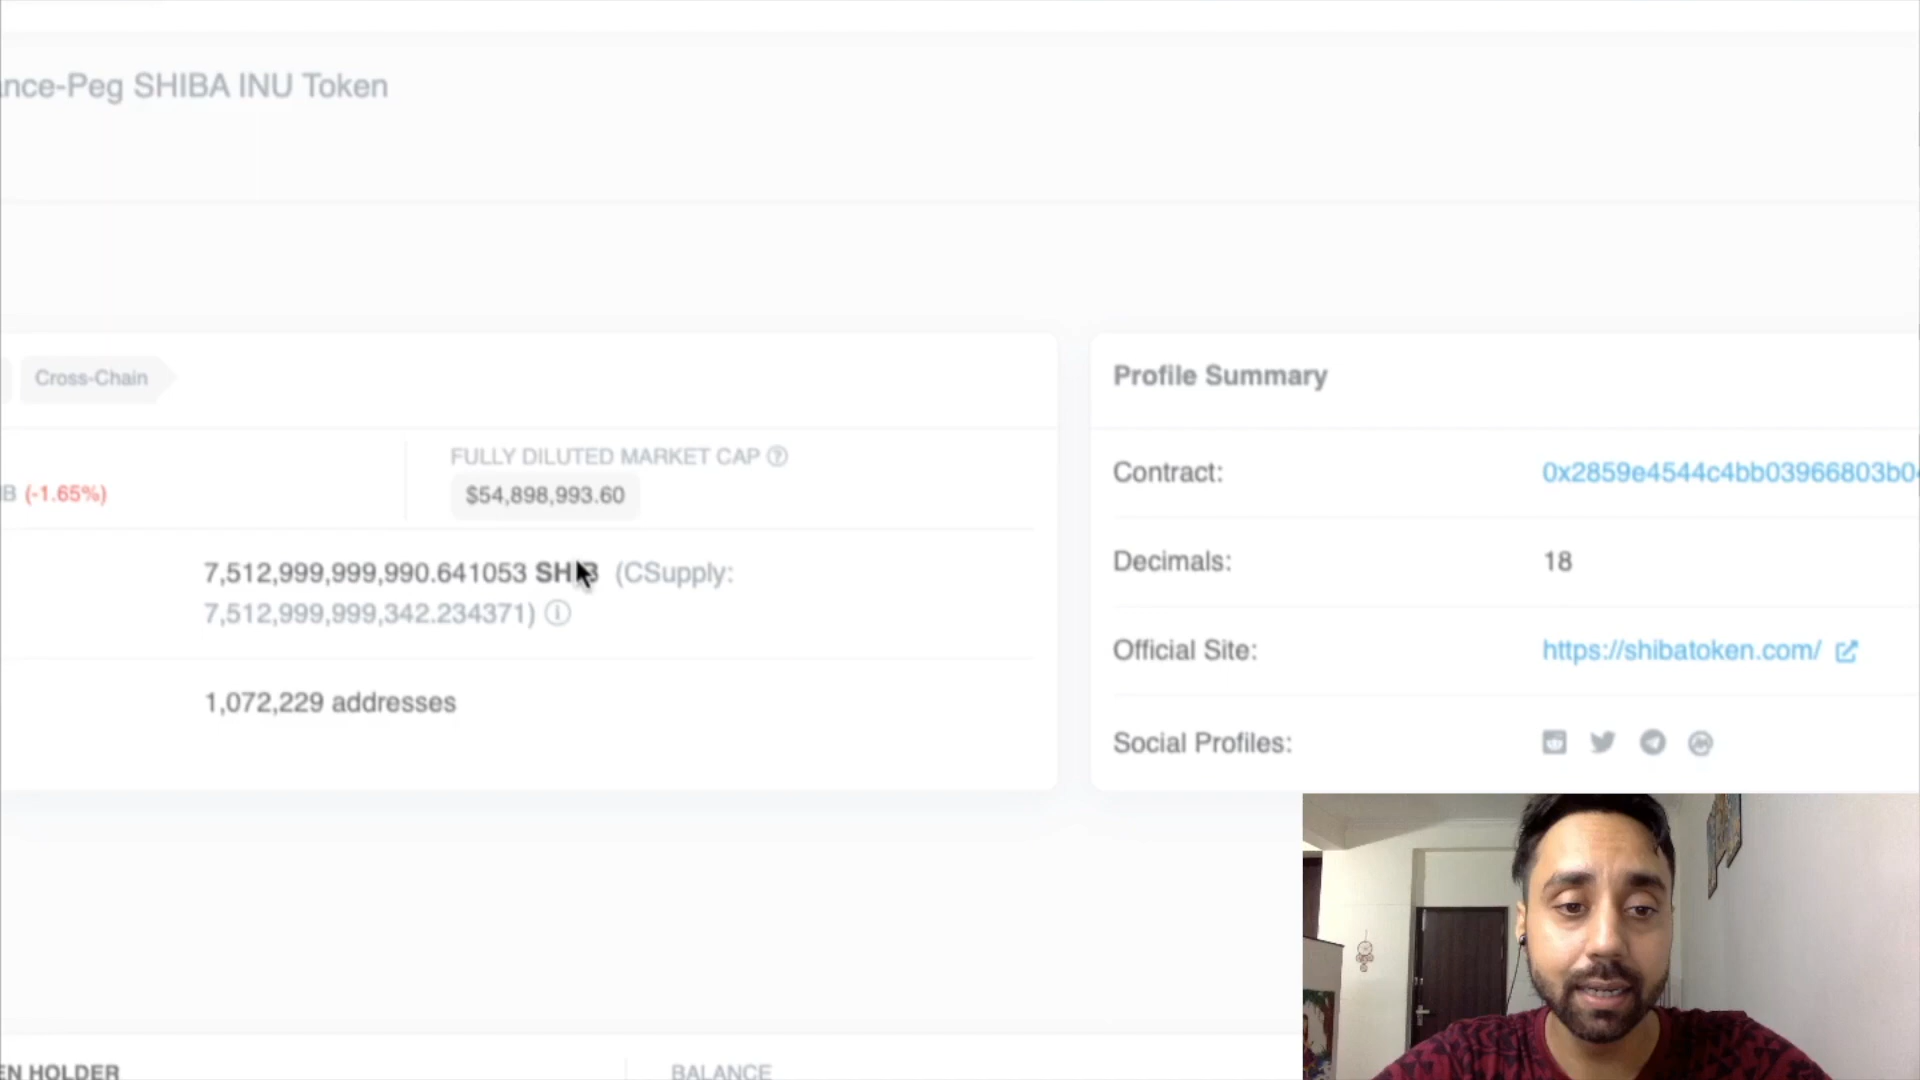 nce-Peg SHIBA INU Token
Cross-Chain
Profile Summary
FULLY DILUTED MARKET CAP
B (-1.65%)
$54,898,993.60
Contract:
0x2859e4544c4bb03966803b0
7,512,999,999,990.641053 SHIB (CSupply:
7,512,999,999,342.234371)
Decimals:
18
Official Site:
https://shibatoken.com/
1,072,229 addresses
Social Profiles:
EN HOLDER
BALANCE